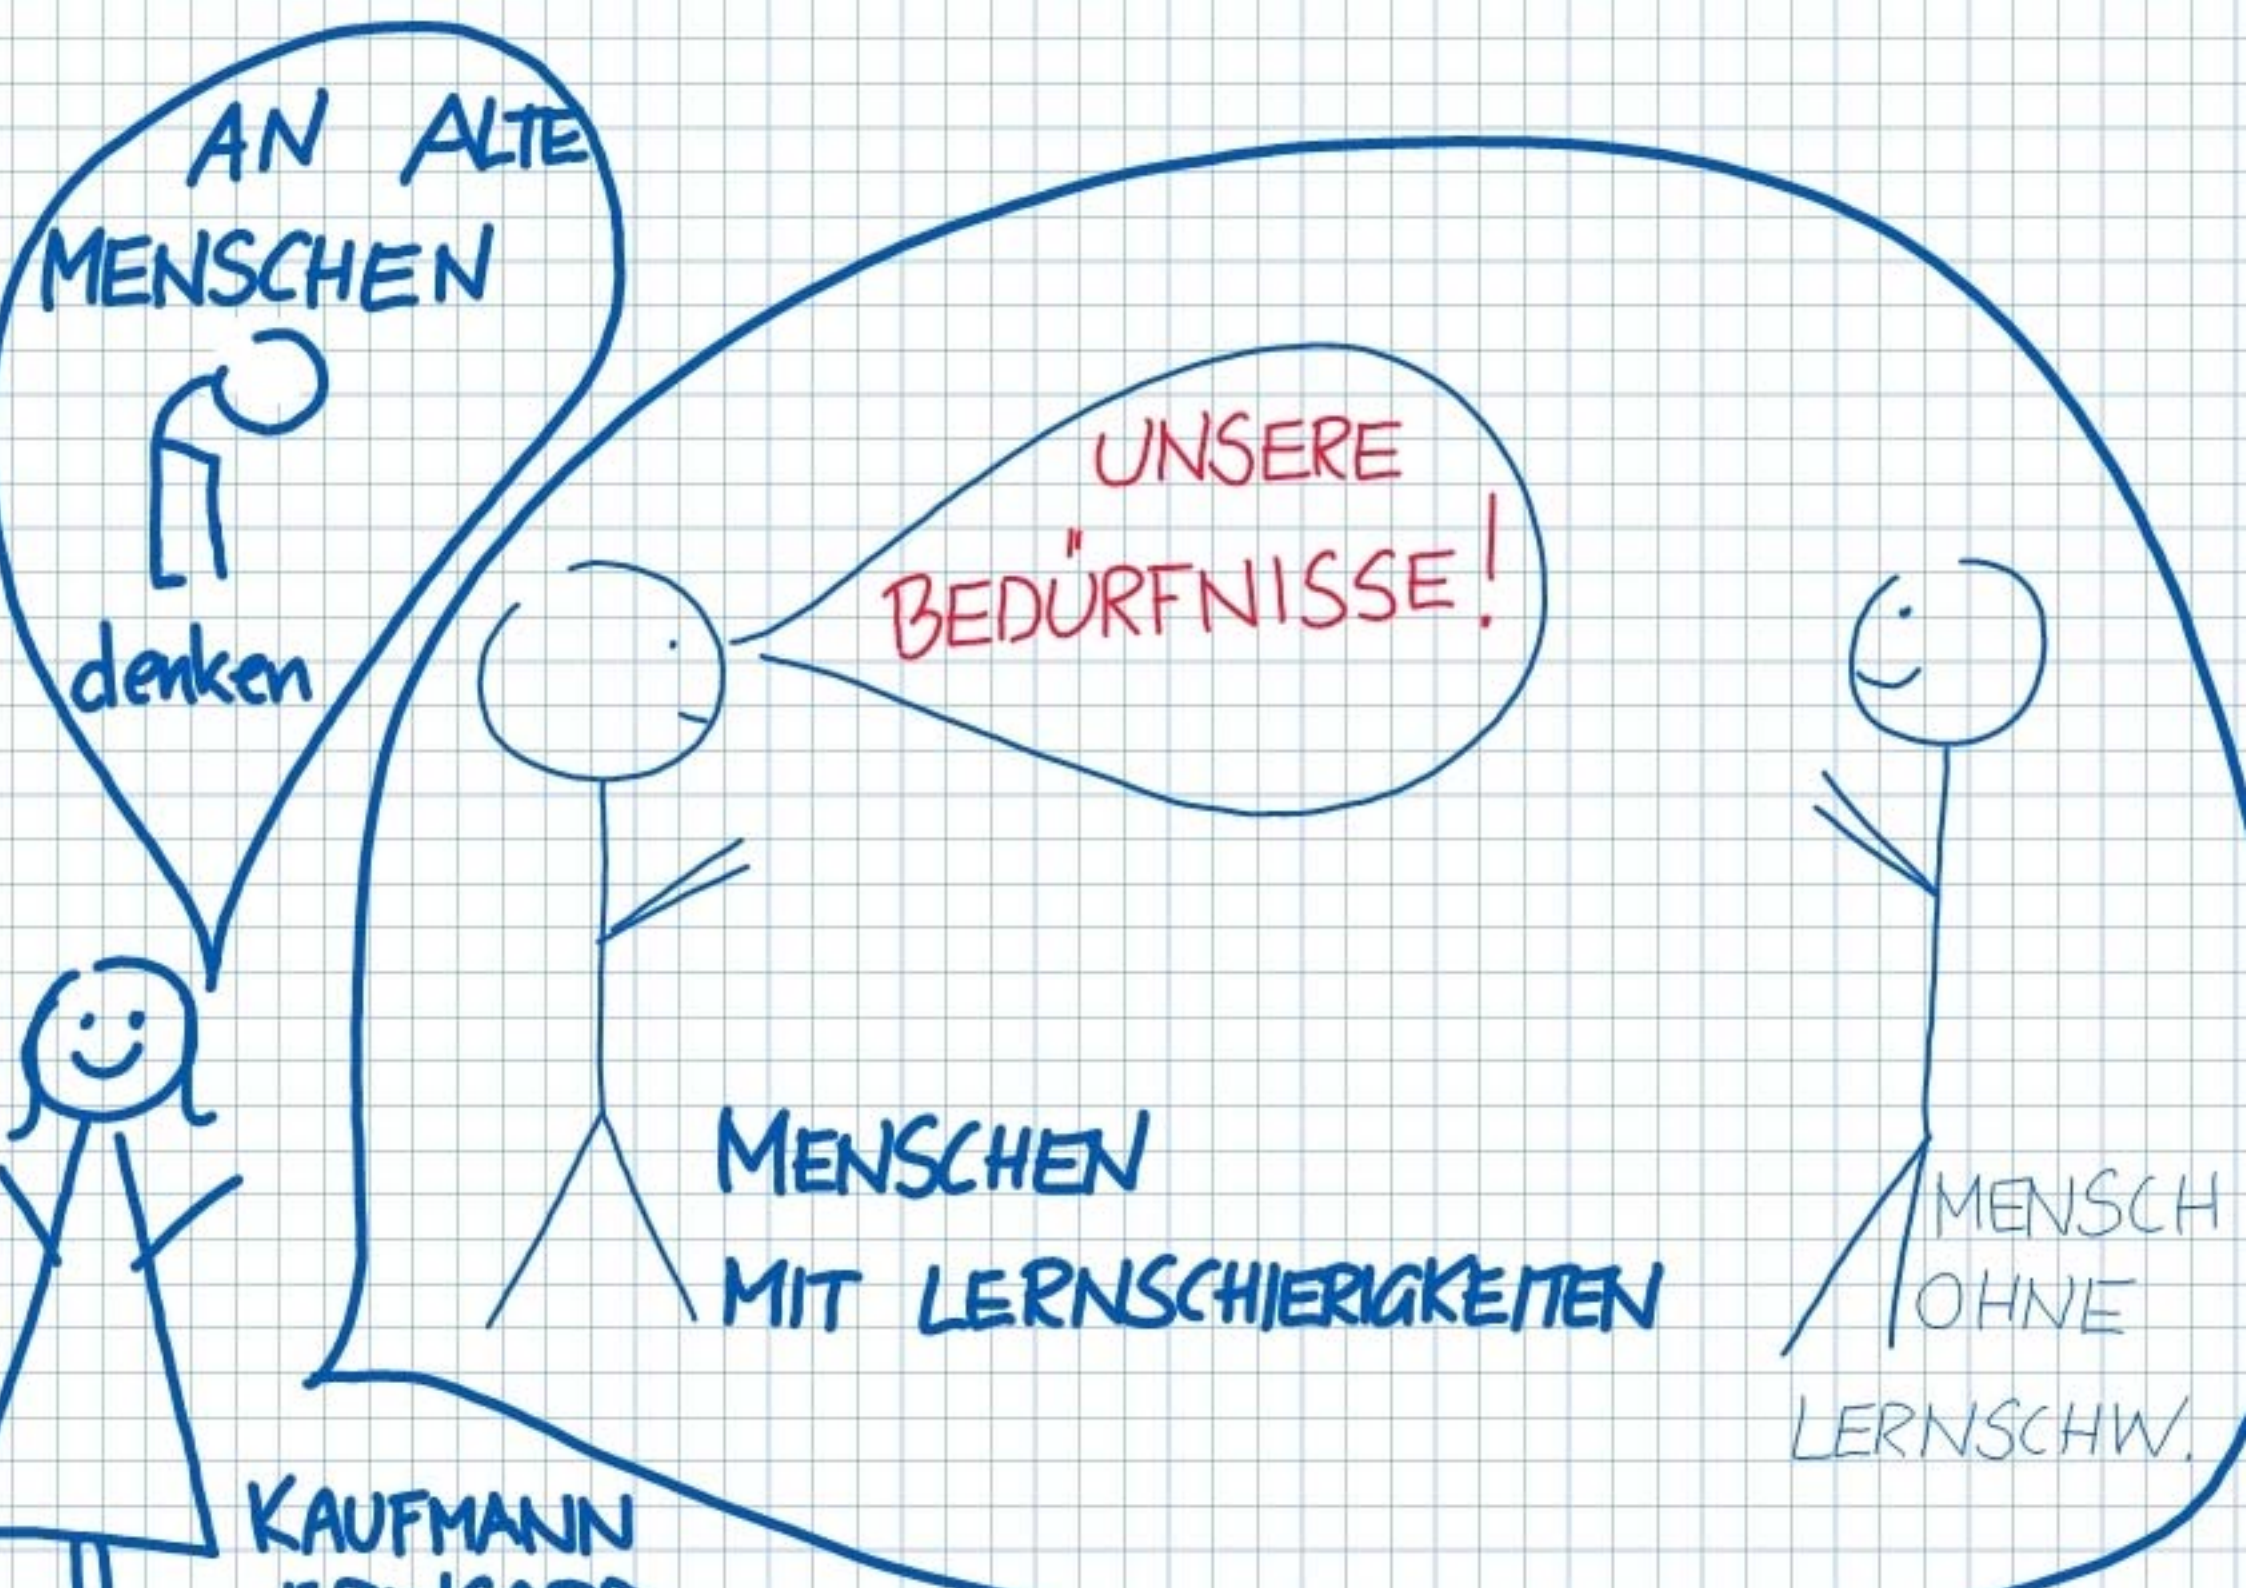 AN ALTE
MENSCHEN
denken
UNSERE
BEDÜRFNISSE!
MENSCHEN
MIT LERNSCHIERIGKEITEN
MENSCH
OHNE
LERNSCHW.
KAUFMANN